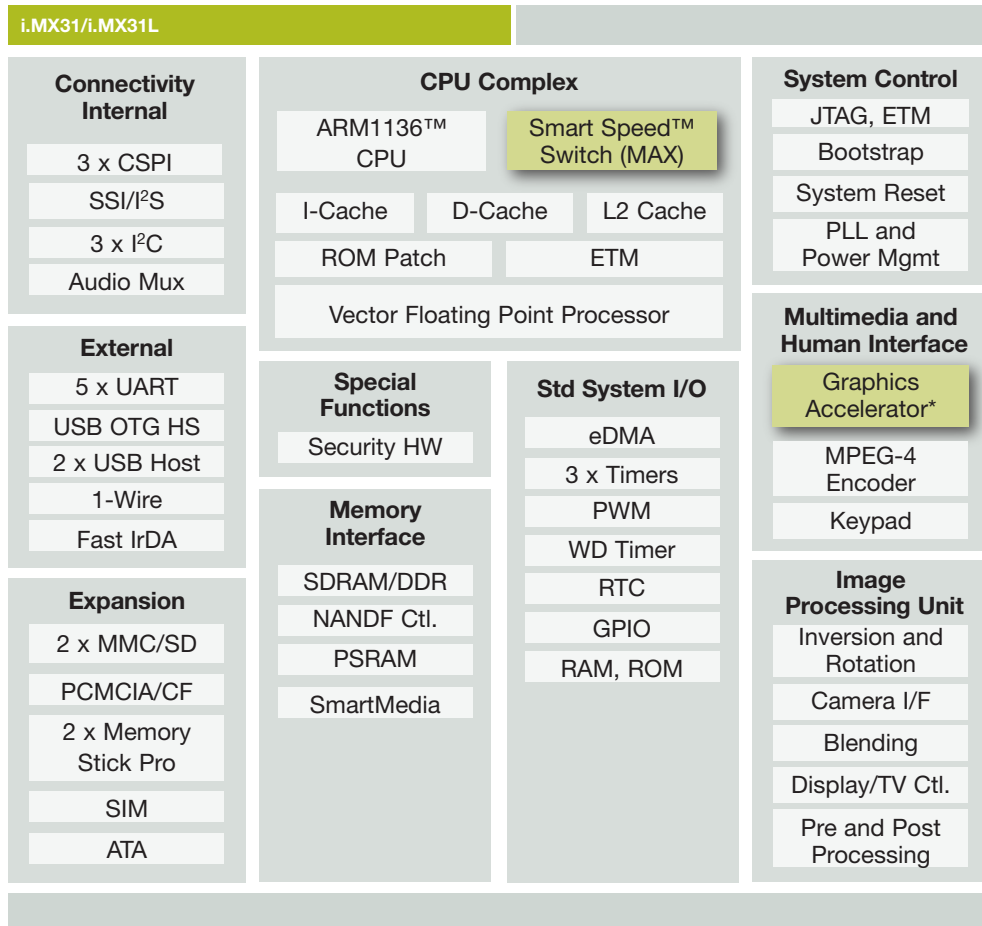 i.MX31/i.MX31L
Connectivity
Internal
3 x CSPI
SSI/I²S
3 x I²C
Audio Mux
External
5 x UART
USB OTG HS
2 x USB Host
1-Wire
Fast IrDA
Expansion
2 x MMC/SD
PCMCIA/CF
2 x Memory
Stick Pro
SIM
ATA
CPU Complex
ARM1136™
CPU
Smart Speed™
Switch (MAX)
I-Cache
D-Cache
L2 Cache
ROM Patch
ETM
Vector Floating Point Processor
Special
Functions
Security HW
Memory
Interface
SDRAM/DDR
NANDF Ctl.
PSRAM
SmartMedia
Std System I/O
eDMA
3 x Timers
PWM
WD Timer
RTC
GPIO
RAM, ROM
System Control
JTAG, ETM
Bootstrap
System Reset
PLL and
Power Mgmt
Multimedia and
Human Interface
Graphics
Accelerator*
MPEG-4
Encoder
Keypad
Image
Processing Unit
Inversion and
Rotation
Camera I/F
Blending
Display/TV Ctl.
Pre and Post
Processing